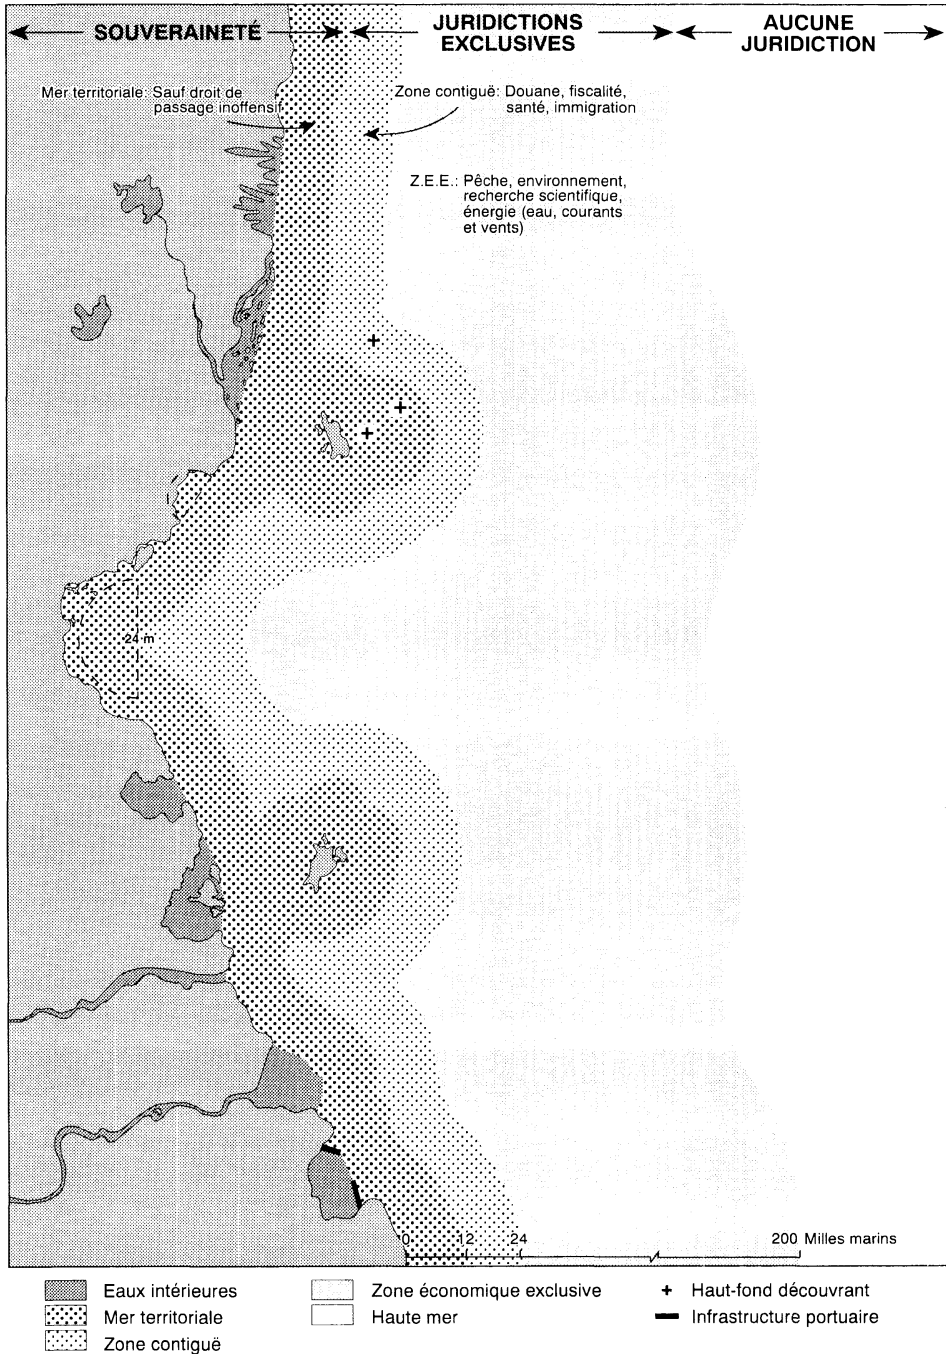 SOUVERAINETÉ
JURIDICTIONS
EXCLUSIVES
AUCUNE
JURIDICTION
Mer territoriale: Sauf droit de
passage inoffensif
Zone contiguë: Douane, fiscalité,
santé, immigration
Z.E.E.: Pêche, environnement,
recherche scientifique,
énergie (eau, courants
et vents)
24 m
0 12 24 200 Milles marins
Eaux intérieures
Mer territoriale
Zone contiguë
Zone économique exclusive
Haute mer
Haut-fond découvrant
Infrastructure portuaire